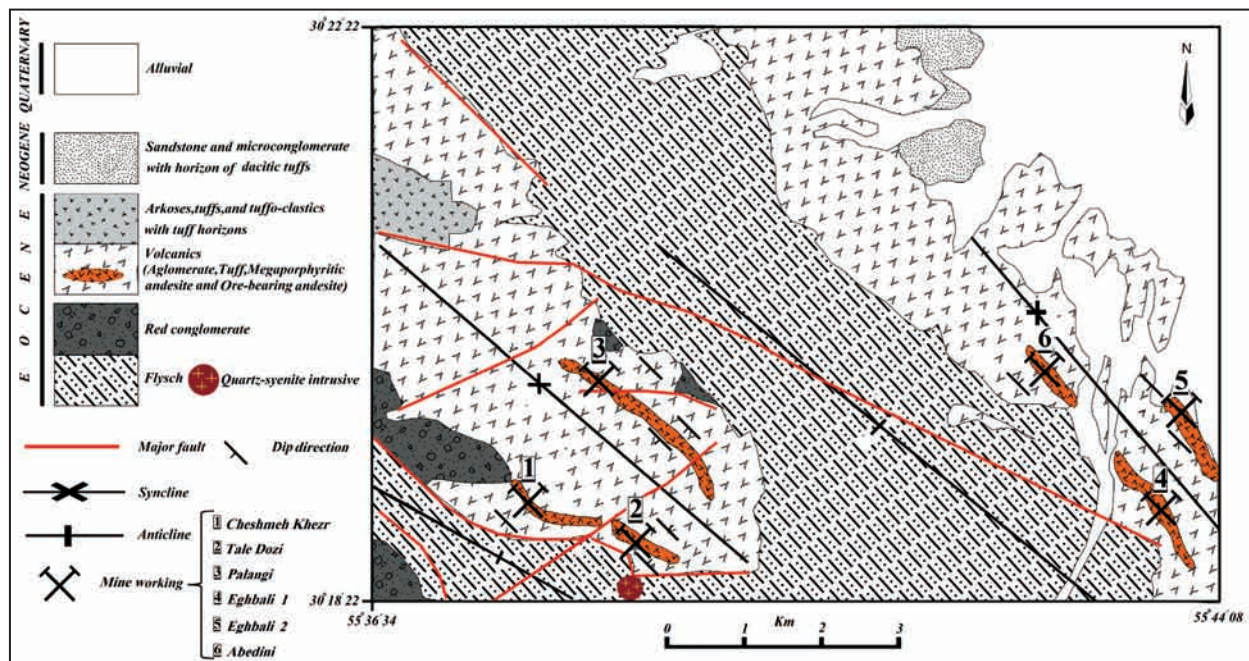 QUATERNARY
NEOGENE
EOCENE
Alluvial
Sandstone and microconglomerate
with horizon of dacitic tuffs
Arkoses,tuffs,and tuffo-clastics
with tuff horizons
Volcanics
(Aglomerate,Tuff,Megaporphyritic
andesite and Ore-bearing andesite)
Red conglomerate
Flysch
Quartz-syenite intrusive
Major fault
Dip direction
Syncline
Anticline
Mine working
1 Cheshmeh Khezr
2 Tale Dozi
3 Palangi
4 Eghbali 1
5 Eghbali 2
6 Abedini
30 22 22
N
3
6
5
1
4
2
30 18 22
55 36 34
55 44 08
Km
0 1 2 3